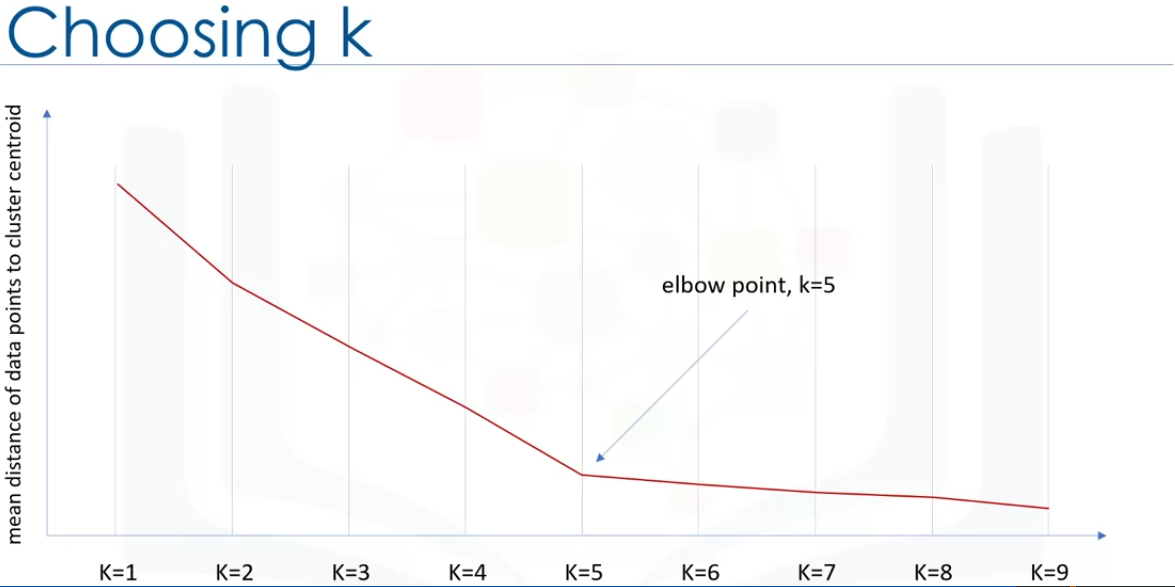 Choosing k
mean distance of data points to cluster centroid
elbow point, k=5
K=1 K=2 K=3 K=4 K=5 K=6 K=7 K=8 K=9